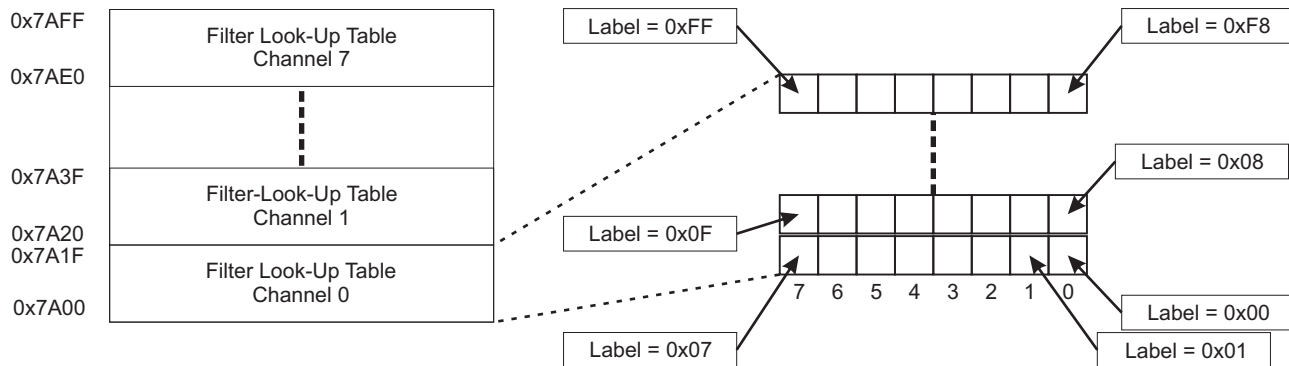 0x7AFF
Filter Look-Up Table
Channel 7
0x7AE0
0x7A3F
Filter-Look-Up Table
Channel 1
0x7A20
0x7A1F
Filter Look-Up Table
Channel 0
0x7A00
Label = 0xFF
Label = 0xF8
Label = 0x08
Label = 0x0F
7 6 5 4 3 2 1 0
Label = 0x00
Label = 0x07
Label = 0x01